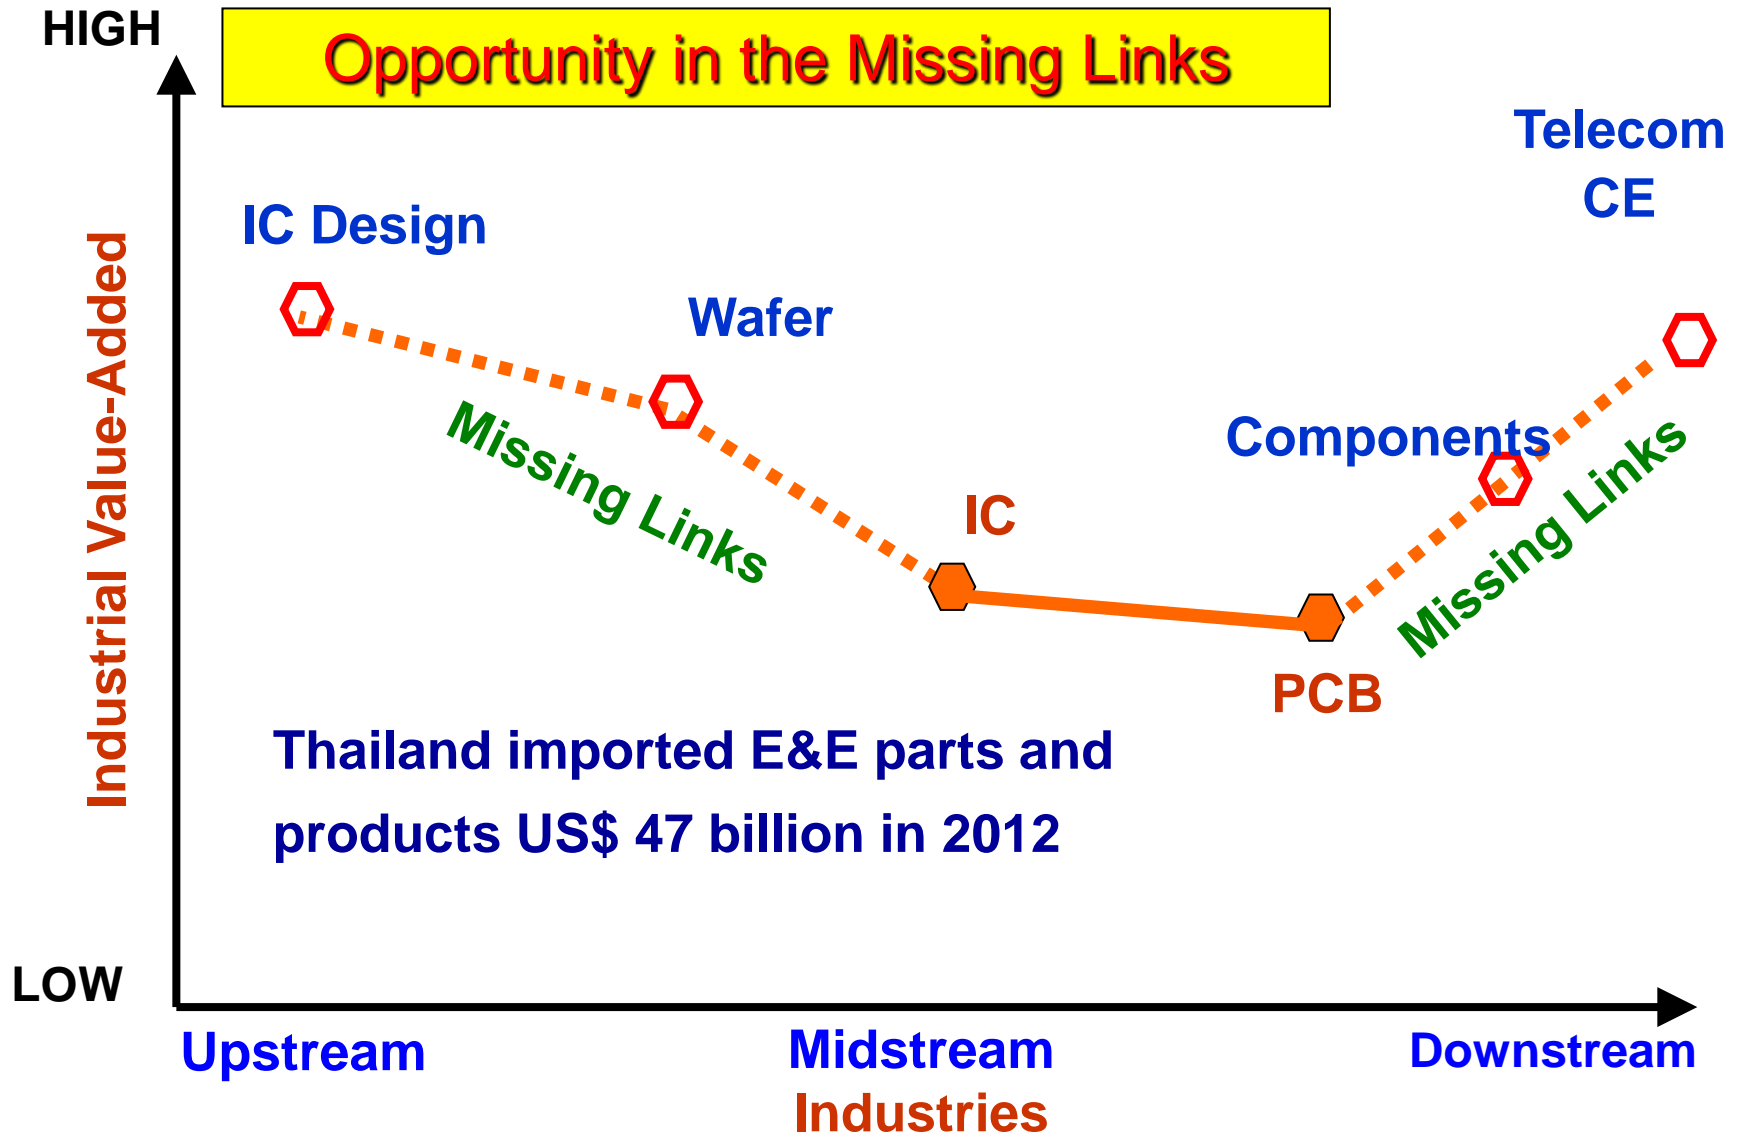 HIGH
Opportunity in the Missing Links
Telecom
CE
IC Design
Wafer
Industrial Value-Added
Missing Links
Components
Missing Links
IC
PCB
Thailand imported E&E parts and
products US$ 47 billion in 2012
LOW
Upstream
Midstream
Downstream
Industries